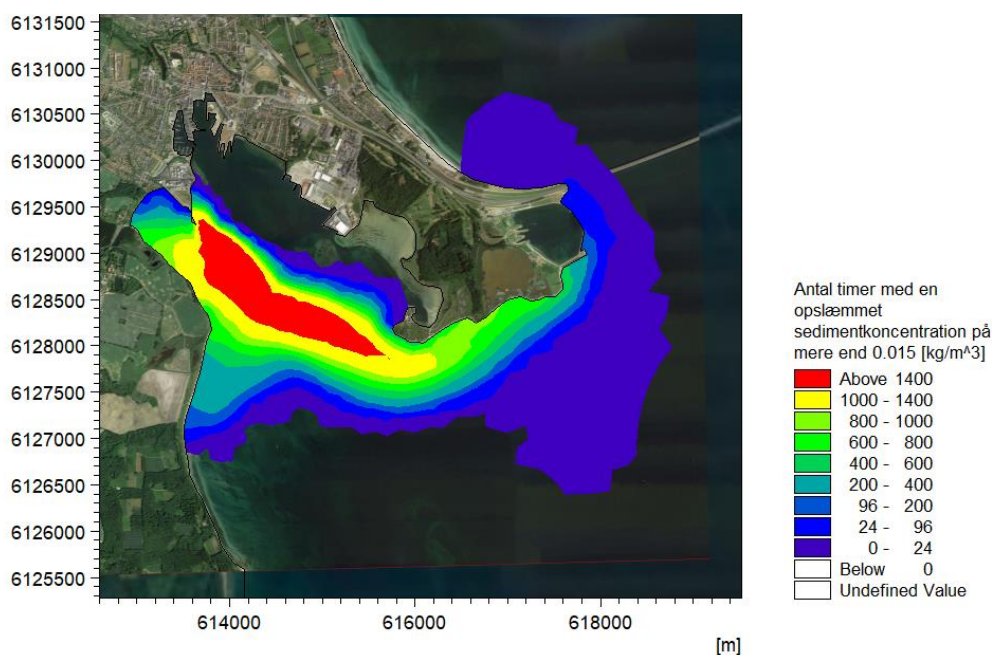 6131500
6131000
6130500
6130000
6129500
6129000
6128500
6128000
6127500
6127000
6126500
6126000
6125500
614000 616000 618000
[m]
Antal timer med en
opslæmmet
sedimentkoncentration på
mere end 0.015 [kg/m^3]
Above 1400
1000 - 1400
800 - 1000
600 - 800
400 - 600
200 - 400
96 - 200
24 - 96
0 - 24
Below 0
Undefined Value